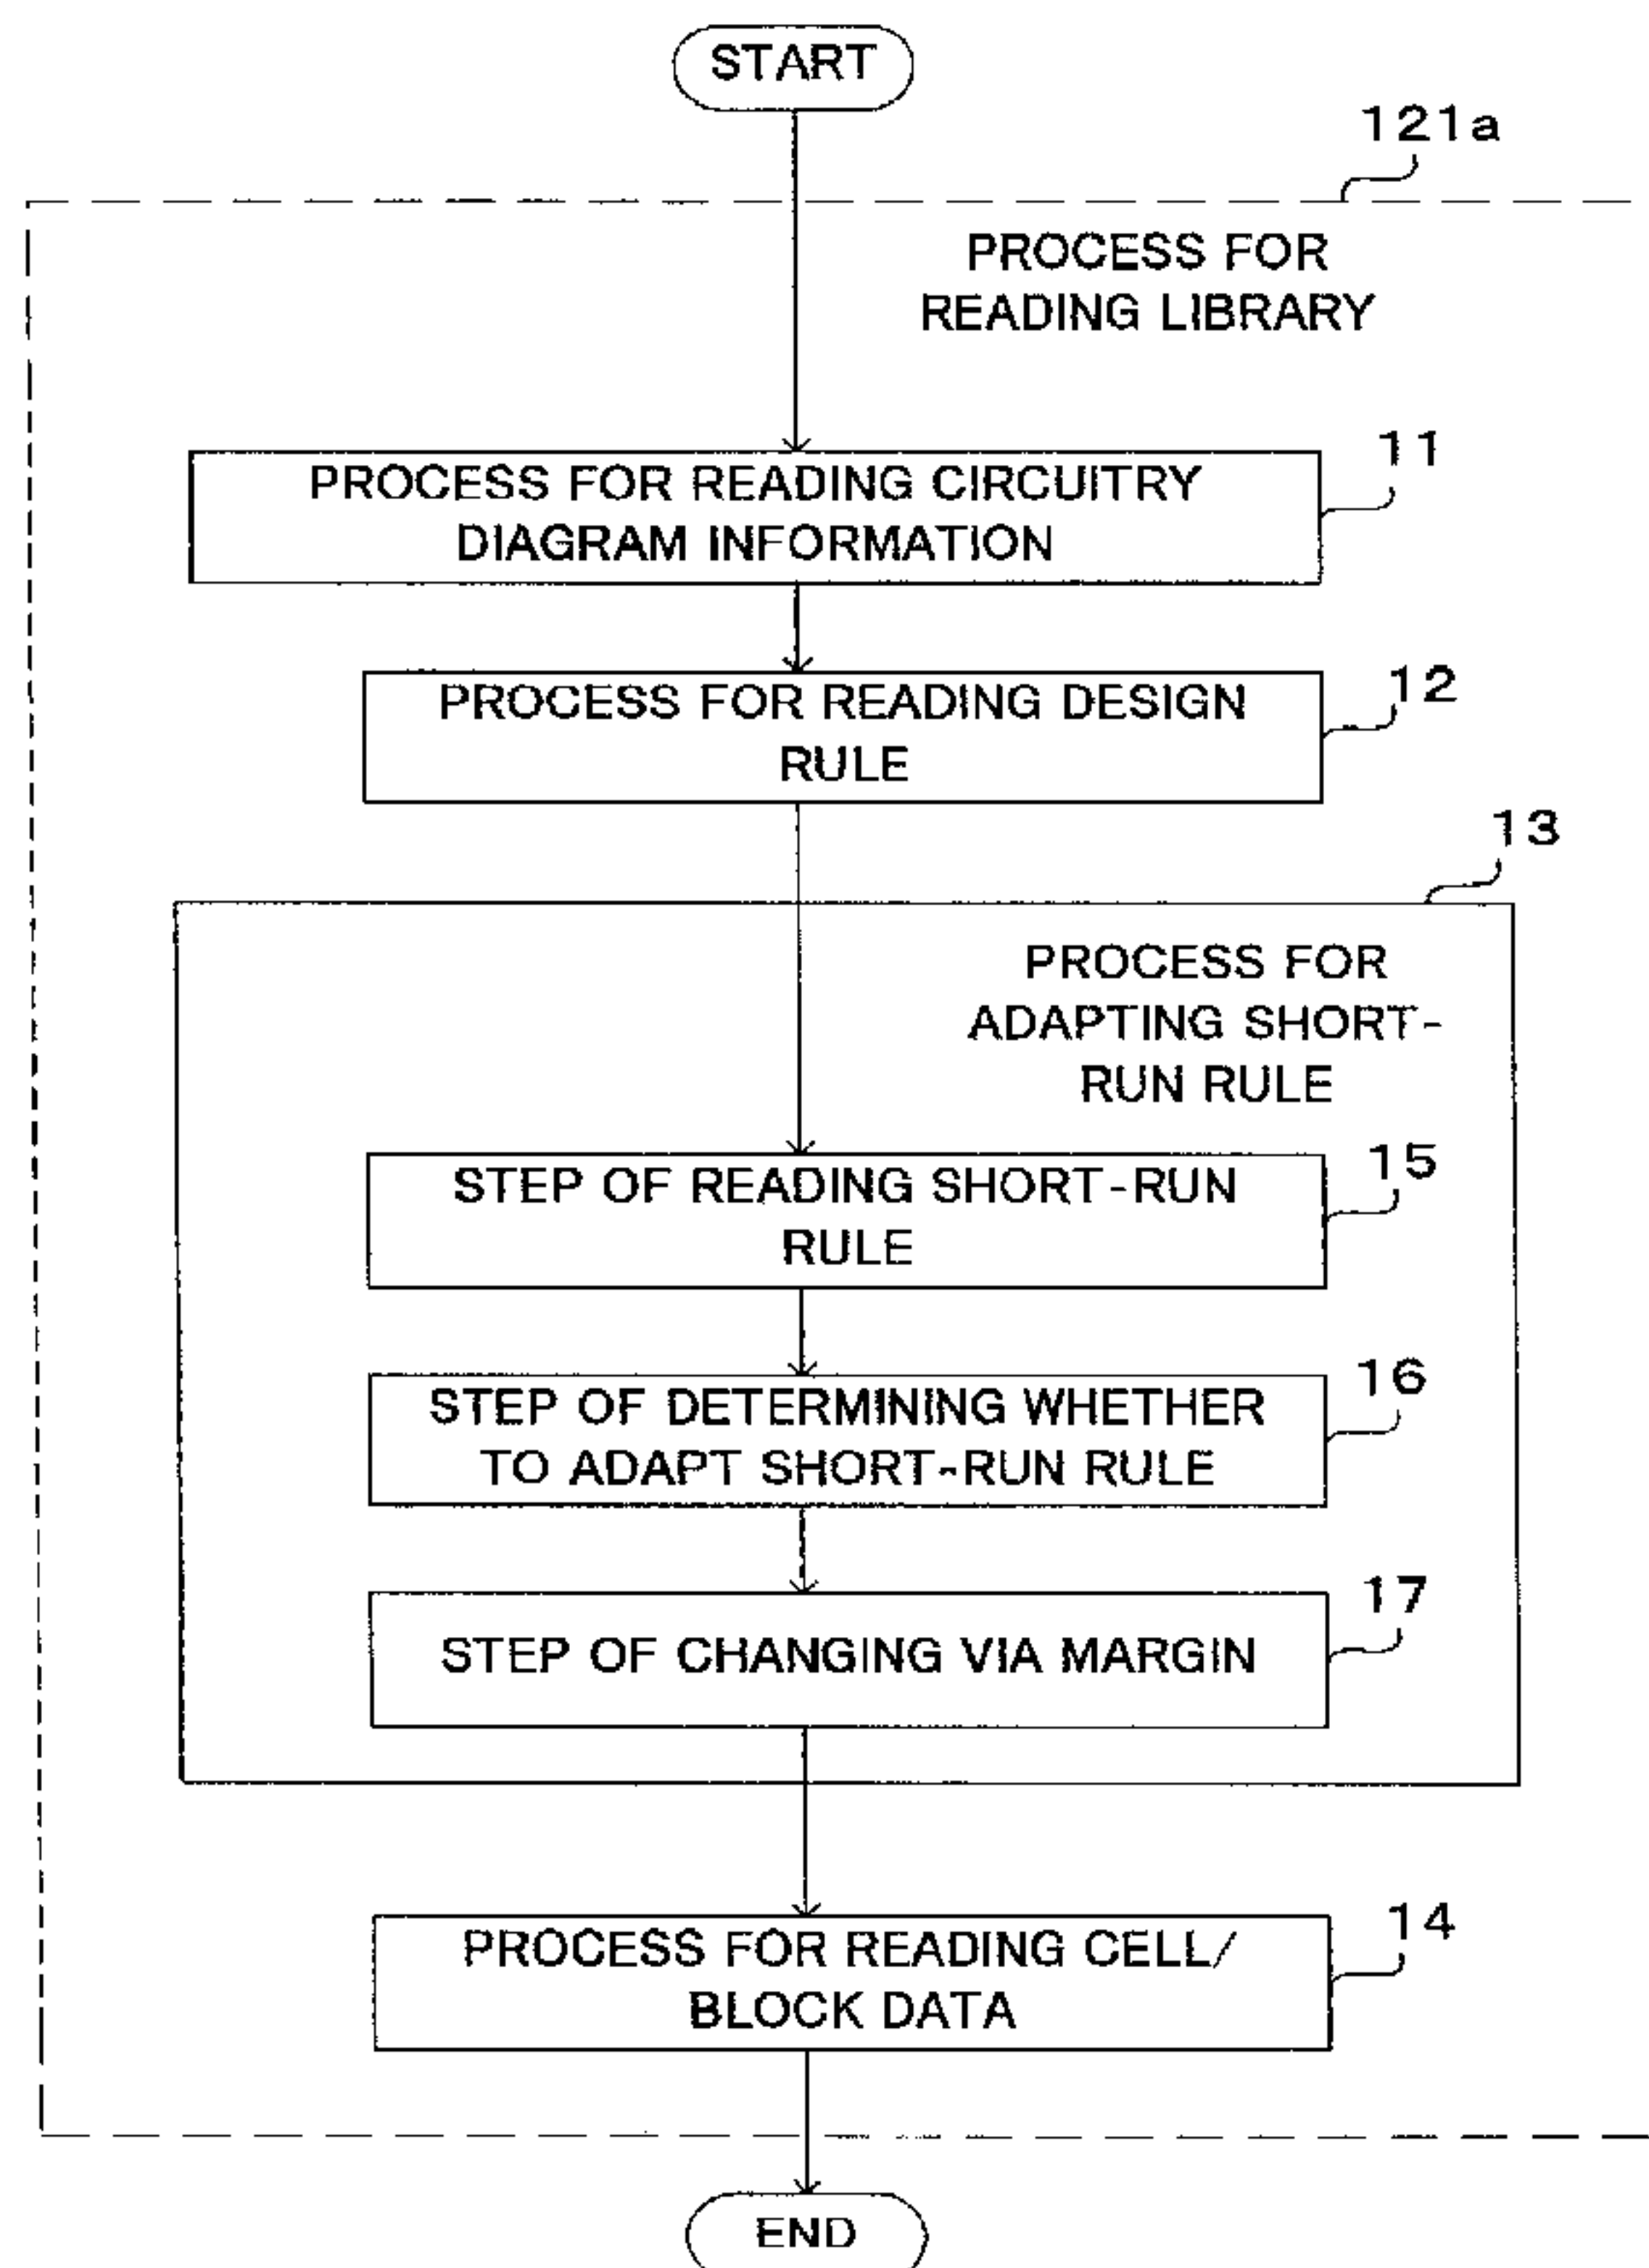 START
121a
PROCESS FOR
READING LIBRARY
11
PROCESS FOR READING CIRCUITRY
DIAGRAM INFORMATION
12
PROCESS FOR READING DESIGN
RULE
13
PROCESS FOR
ADAPTING SHORT-
RUN RULE
15
STEP OF READING SHORT-RUN
RULE
16
STEP OF DETERMINING WHETHER
TO ADAPT SHORT-RUN RULE
17
STEP OF CHANGING VIA MARGIN
14
PROCESS FOR READING CELL/
BLOCK DATA
END